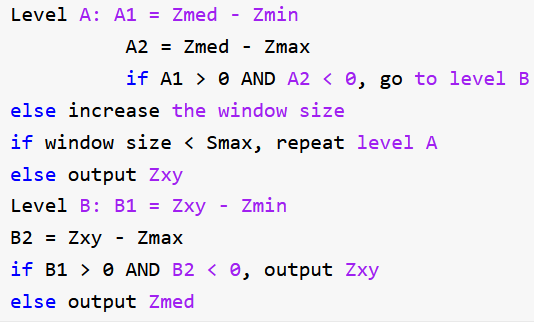 Level A: A1 = Zmed - Zmin
A2 = Zmed - Zmax
if A1 > 0 AND A2 < 0, go to level B
else increase the window size
if window size < Smax, repeat level A
else output Zxy
Level B: B1 = Zxy - Zmin
B2 = Zxy - Zmax
if B1 > 0 AND B2 < 0, output Zxy
else output Zmed